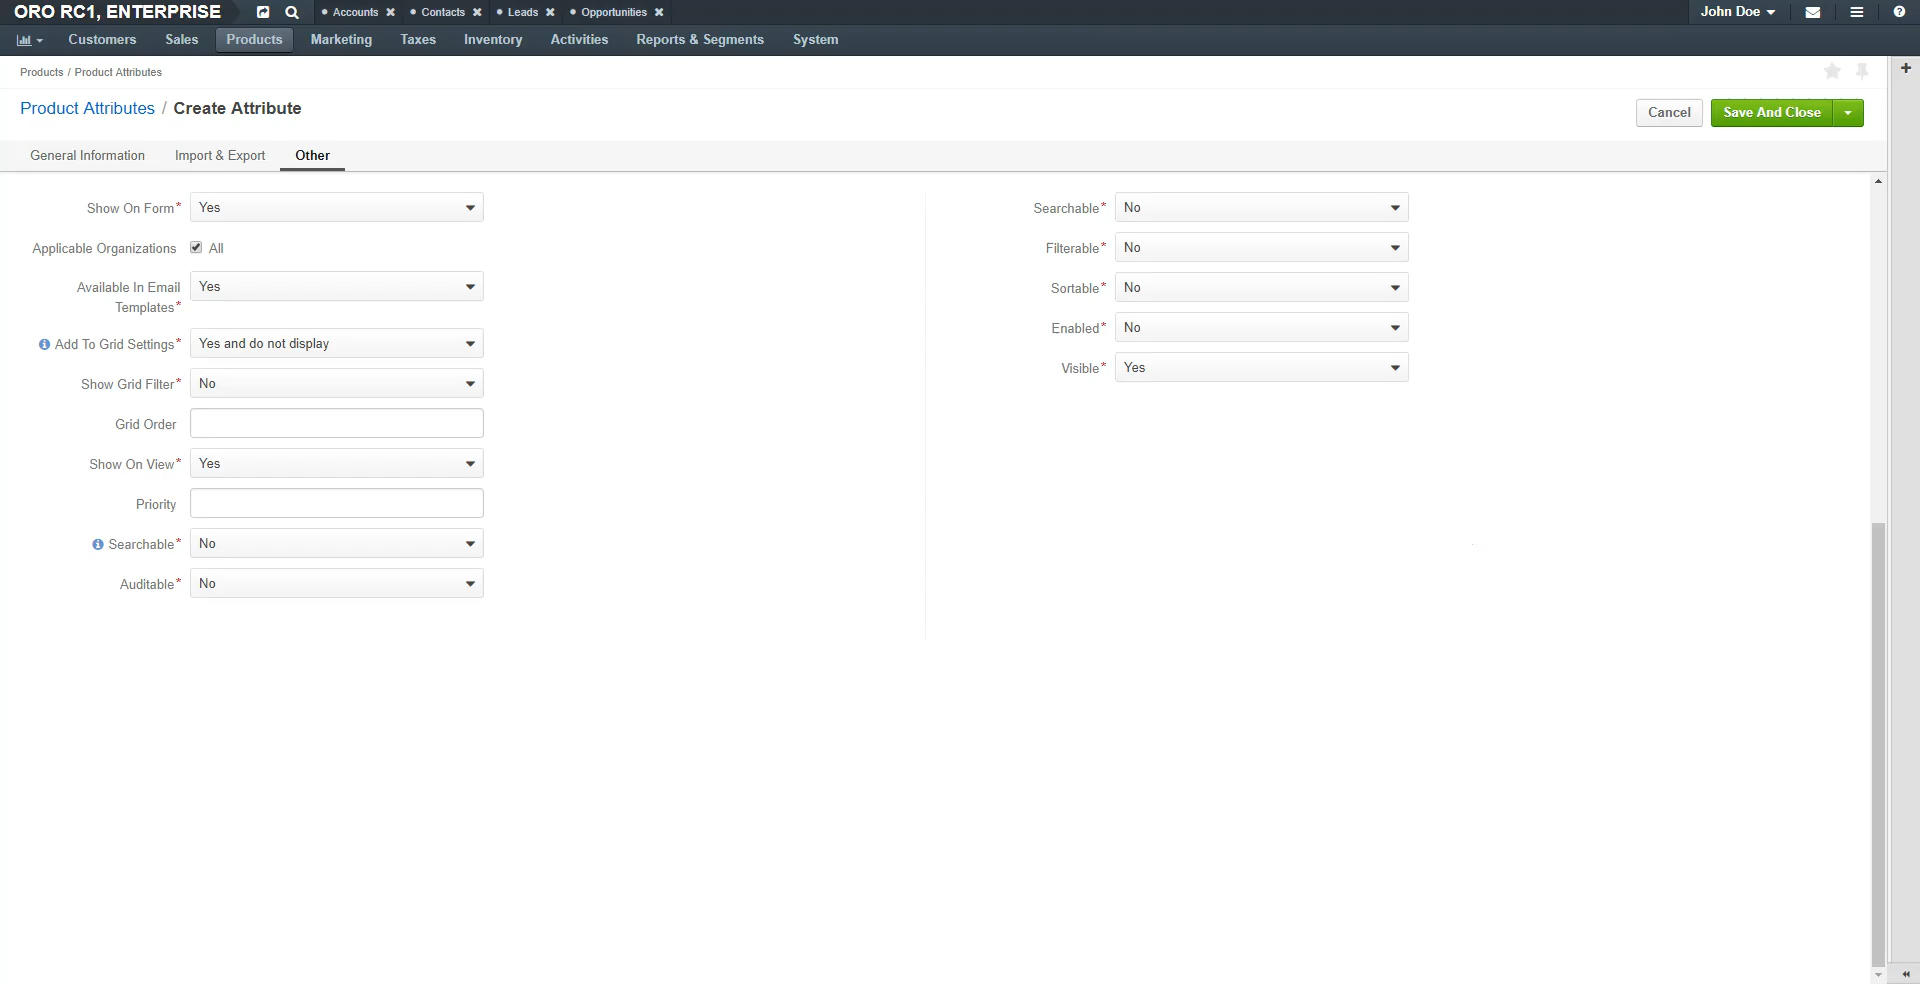 ORO RC1, ENTERPRISE
Accounts
Contacts
Leads
Opportunities
John Doe
Customers
Sales
Products
Marketing
Taxes
Inventory
Activities
Reports & Segments
System
Products / Product Attributes
Product Attributes / Create Attribute
Cancel
Save And Close
General Information
Import & Export
Other
Show On Form*
Yes
Applicable Organizations
All
Available In Email
Templates*
Yes
Add To Grid Settings*
Yes and do not display
Show Grid Filter*
No
Grid Order
Show On View*
Yes
Priority
Searchable*
No
Auditable*
No
Searchable*
No
Filterable*
No
Sortable*
No
Enabled*
No
Visible*
Yes